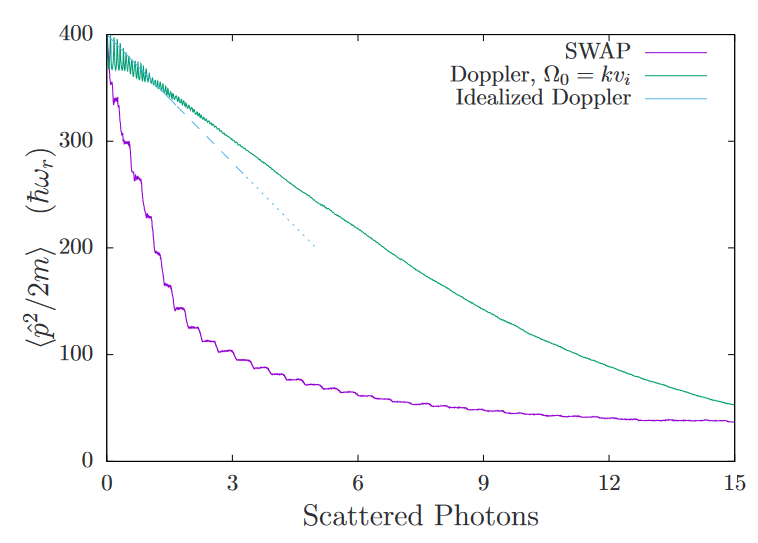 400
300
200
100
0
0 3 6 9 12 15
⟨p̂²/2m⟩ (ħωᵣ)
Scattered Photons
SWAP
Doppler, Ω₀ = kvᵢ
Idealized Doppler